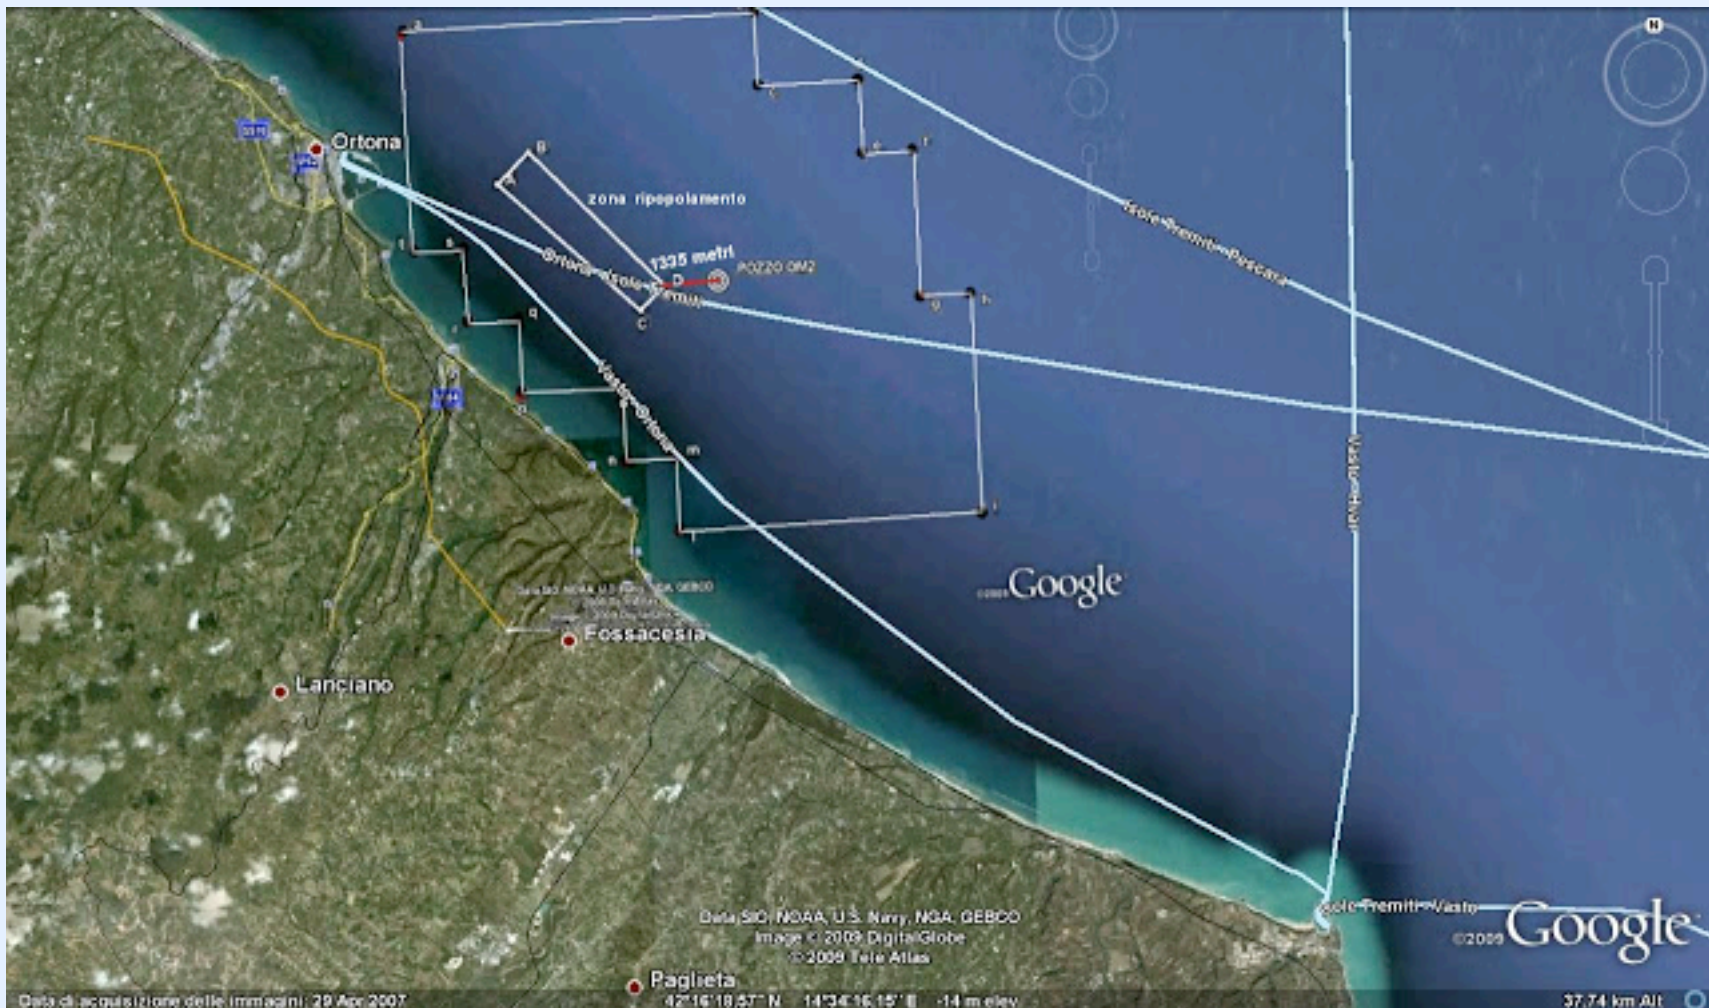 N
a
Ortona
B
A
zona ripopolamento
f
Isole Tremiti - Pescara
1335 metri
D
POZZO OM2
Ortona - Isole Tremiti
C
g
h
q
Vasto-Ortona
m
n
i
l
Vasto-Hvar
©2009 Google
Fossacesia
Lanciano
Isole Tremiti - Vasto
Data SIO, NOAA, U.S. Navy, NGA, GEBCO
Image © 2009 DigitalGlobe
© 2009 Tele Atlas
©2009 Google
Paglieta
Data di acquisizione delle immagini: 29 Apr 2007
42°16'18.57" N 14°34'16.15" E -14 m elev
37.74 km Alt